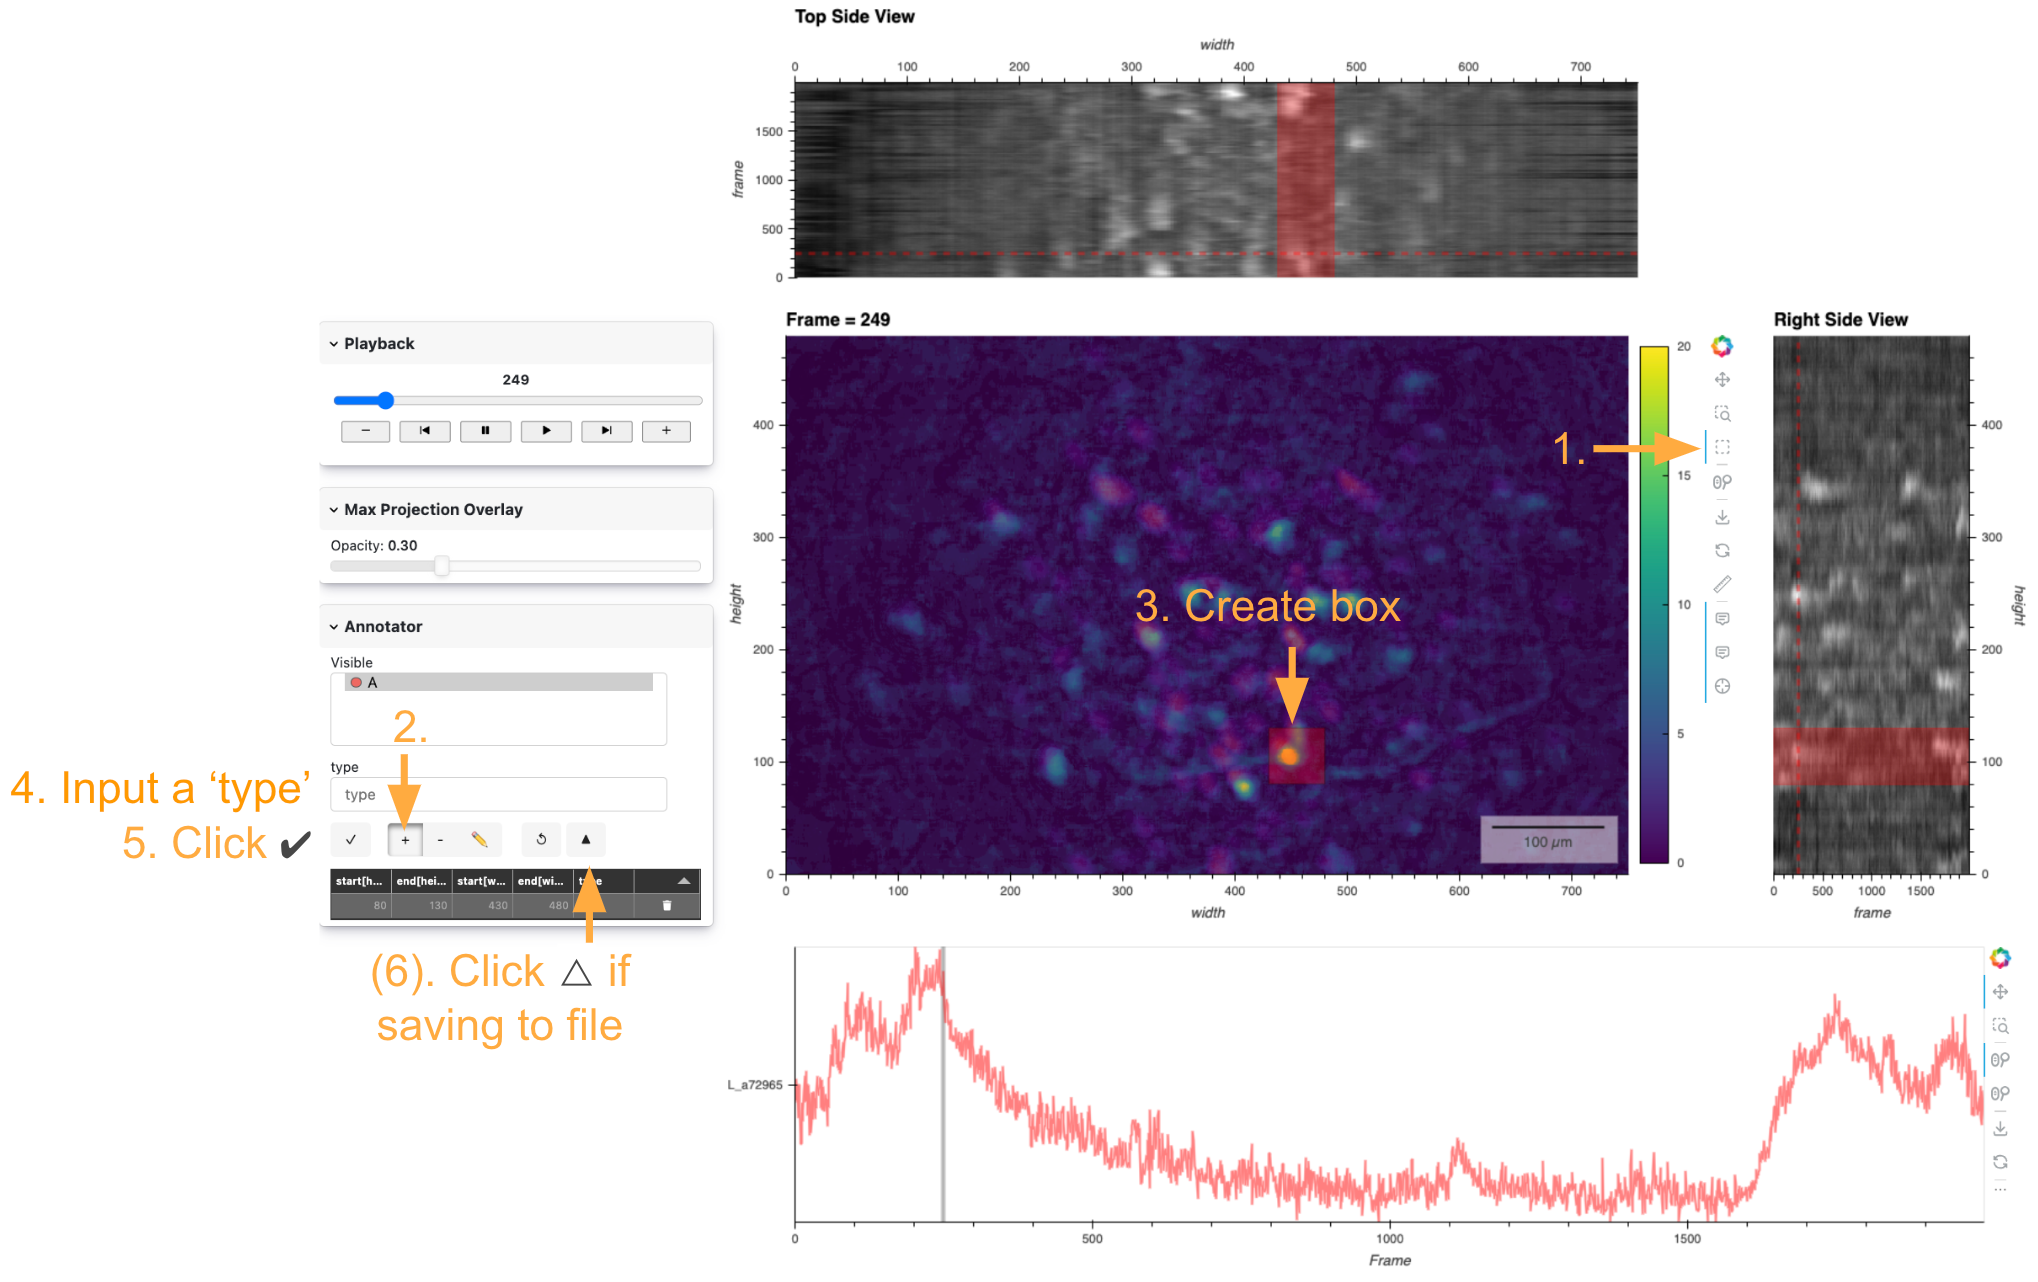 Top Side View
width
0 100 200 300 400 500 600 700
frame
1500
1000
500
0
Playback
249
Max Projection Overlay
Opacity: 0.30
Annotator
Visible
A
2.
type
type
4. Input a ‘type’
5. Click ✔
✓ + -
start[h... end[hei... start[w... end[wi...
80 130 430 480
(6). Click △ if
saving to file
Frame = 249
height
400
300
200
100
0
0 100 200 300 400 500 600 700
width
3. Create box
100 µm
20
15
10
5
0
1.
Right Side View
400
300
200
100
0
height
0 500 1000 1500
frame
L_a72965
0 500 1000 1500
Frame